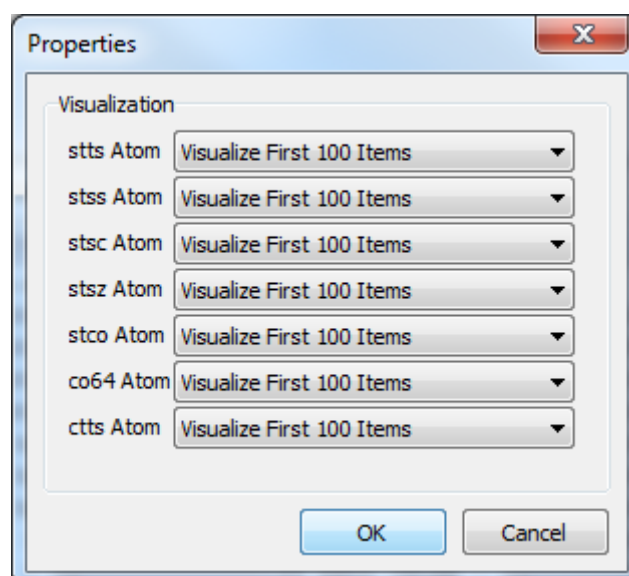 Properties
Visualization
stts Atom Visualize First 100 Items
stss Atom Visualize First 100 Items
stsc Atom Visualize First 100 Items
stsz Atom Visualize First 100 Items
stco Atom Visualize First 100 Items
co64 Atom Visualize First 100 Items
ctts Atom Visualize First 100 Items
OK Cancel